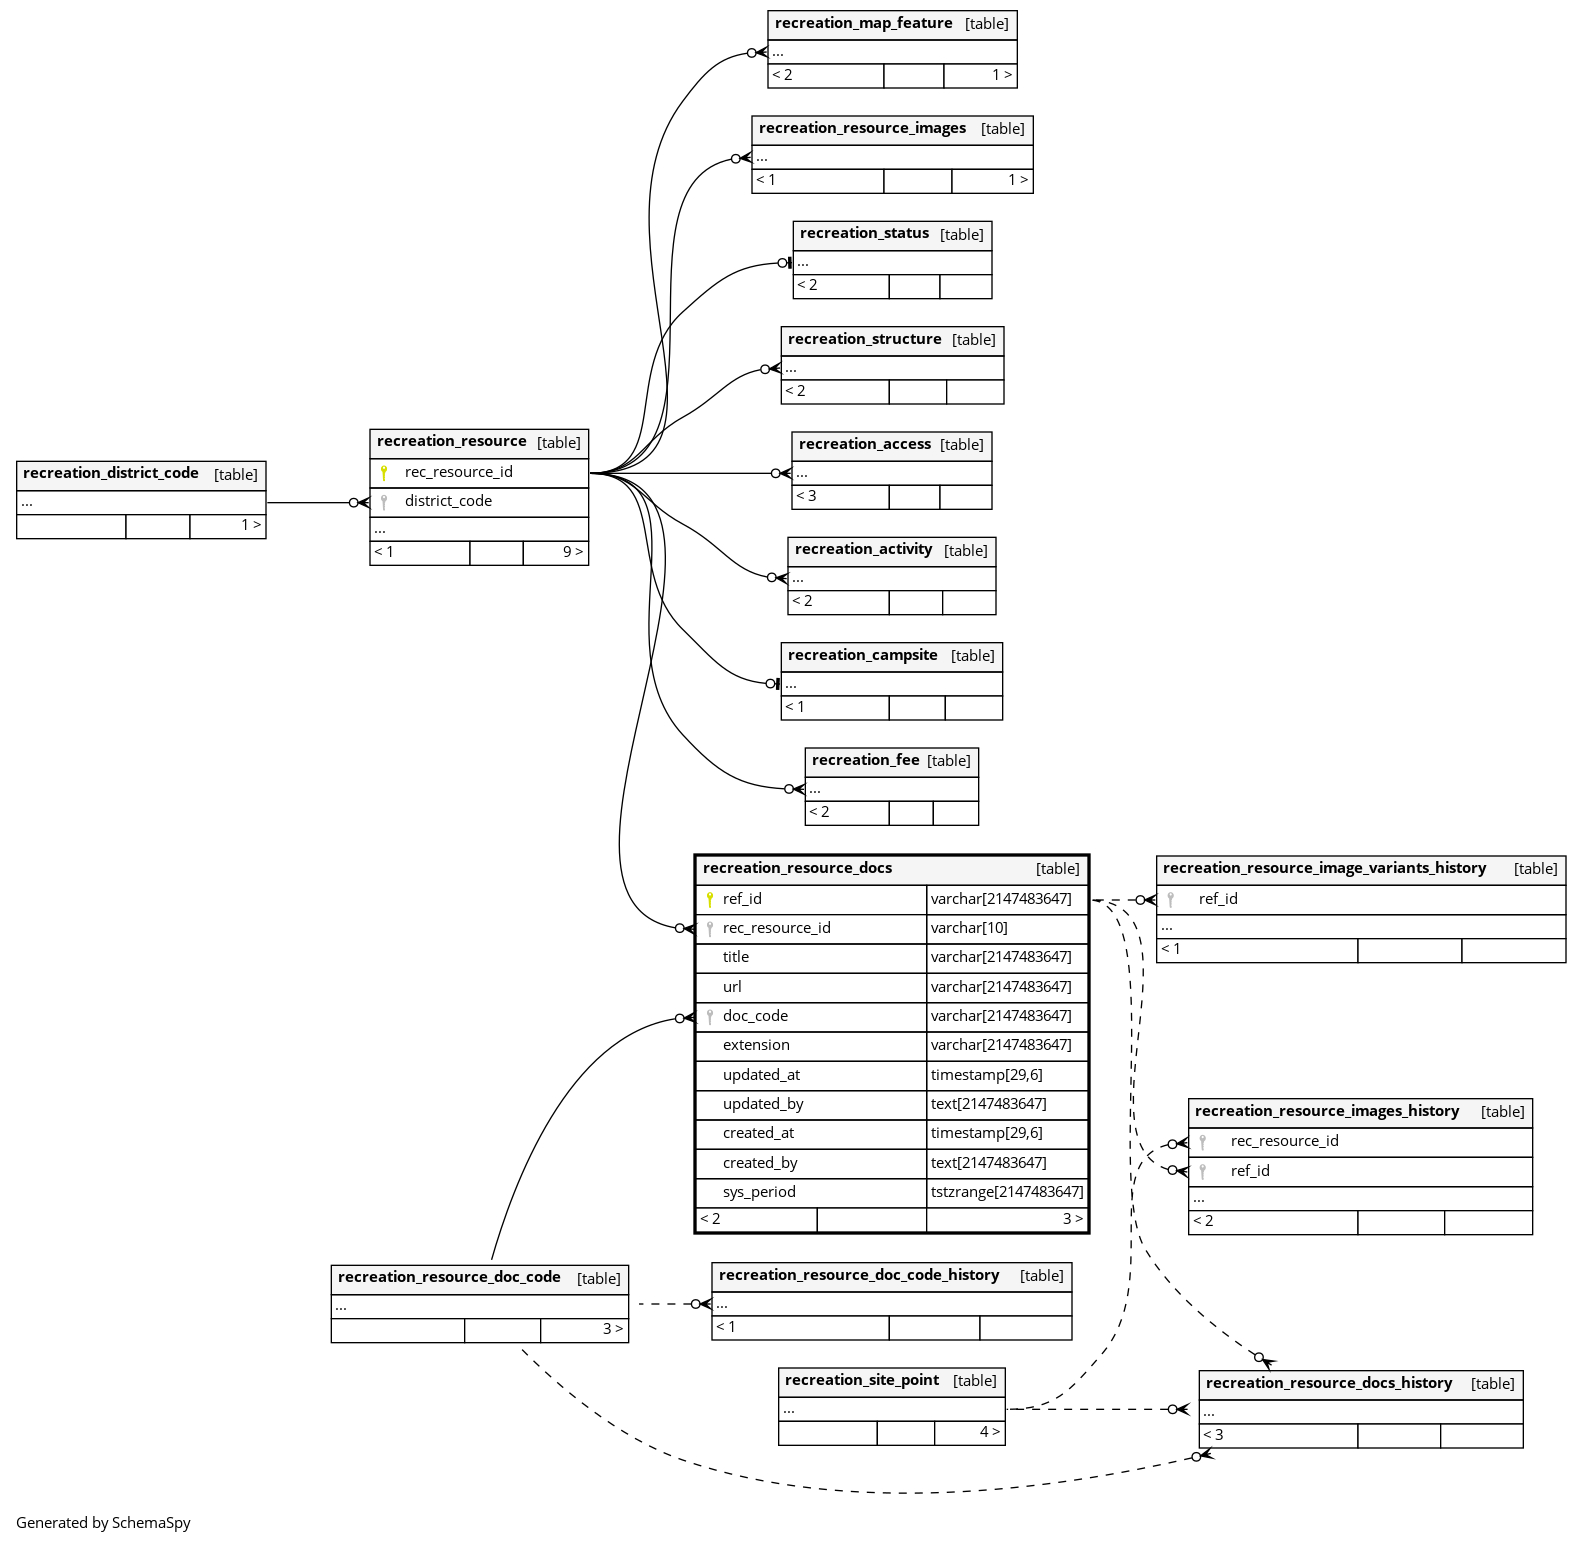 recreation_map_feature [table]
...
< 2 1 >
recreation_resource_images [table]
...
< 1 1 >
recreation_status [table]
...
< 2
recreation_structure [table]
...
< 2
recreation_resource [table]
rec_resource_id
district_code
...
< 1 9 >
recreation_district_code [table]
...
1 >
recreation_access [table]
...
< 3
recreation_activity [table]
...
< 2
recreation_campsite [table]
...
< 1
recreation_fee [table]
...
< 2
recreation_resource_docs [table]
ref_id varchar[2147483647]
rec_resource_id varchar[10]
title varchar[2147483647]
url varchar[2147483647]
doc_code varchar[2147483647]
extension varchar[2147483647]
updated_at timestamp[29,6]
updated_by text[2147483647]
created_at timestamp[29,6]
created_by text[2147483647]
sys_period tstzrange[2147483647]
< 2 3 >
recreation_resource_image_variants_history [table]
ref_id
...
< 1
recreation_resource_images_history [table]
rec_resource_id
ref_id
...
< 2
recreation_resource_doc_code [table]
...
3 >
recreation_resource_doc_code_history [table]
...
< 1
recreation_site_point [table]
...
4 >
recreation_resource_docs_history [table]
...
< 3
Generated by SchemaSpy